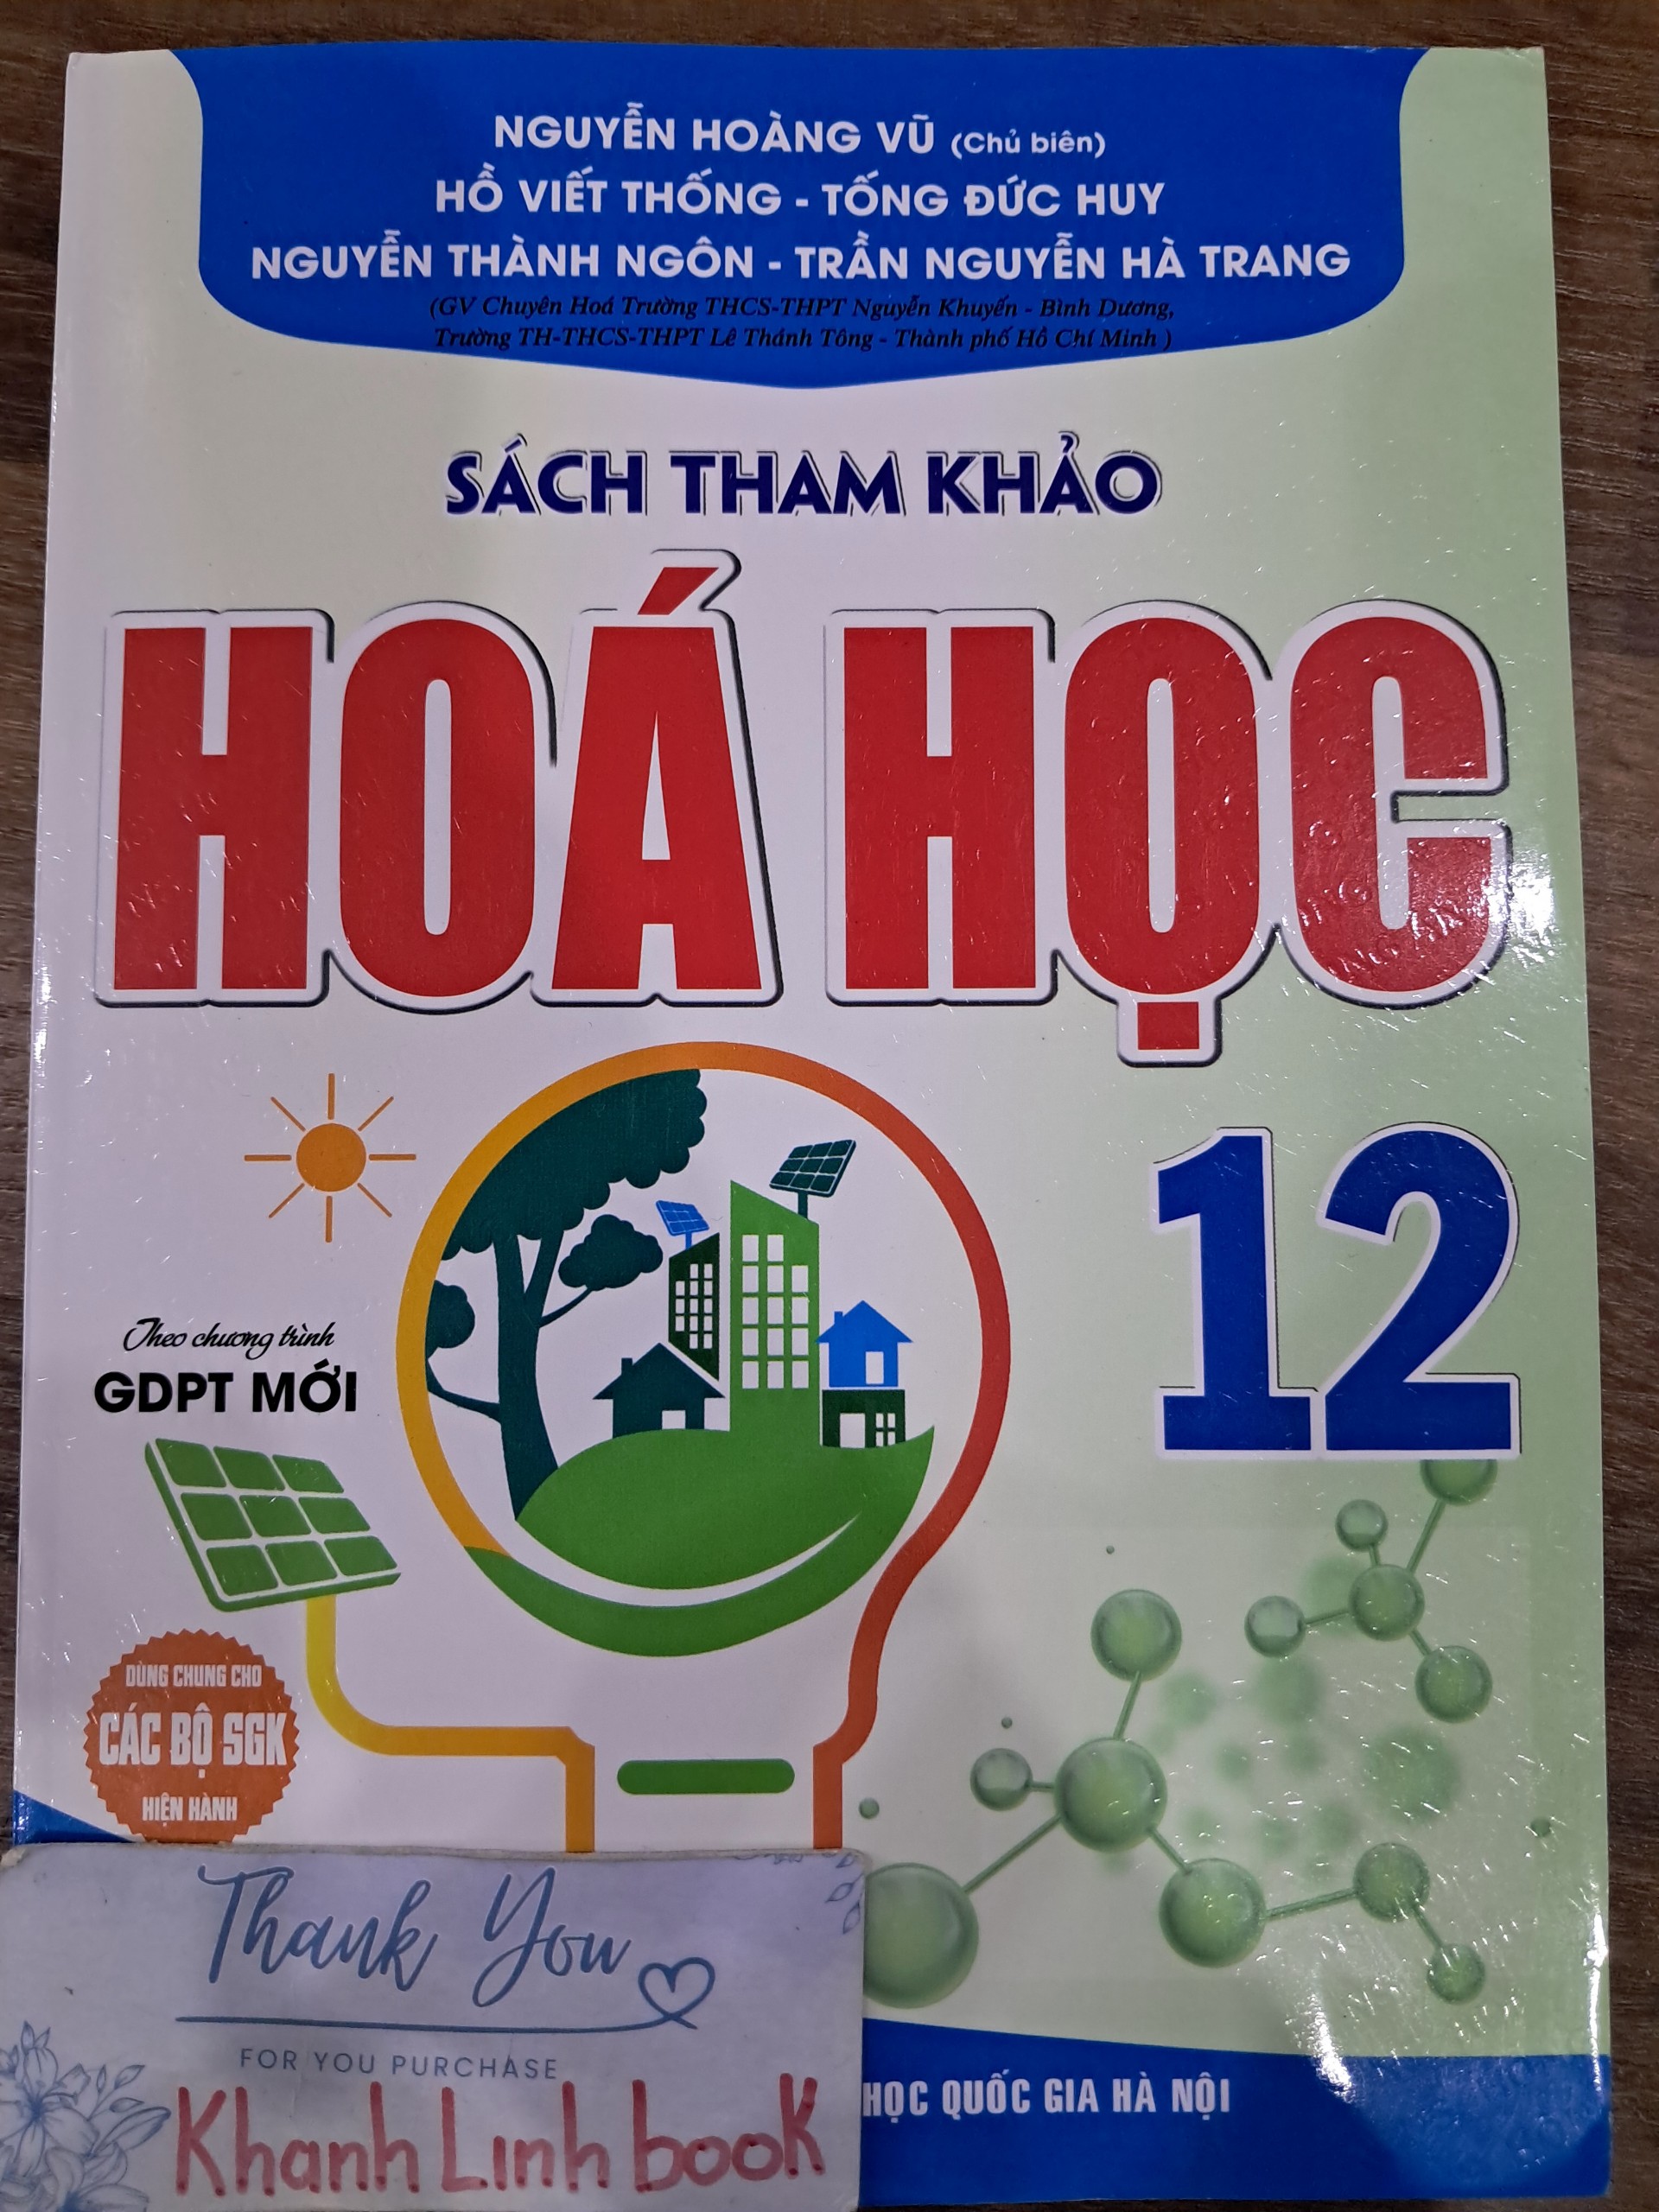 NGUYỄN HOÀNG VŨ (Chủ biên)
HỒ VIẾT THỐNG - TỐNG ĐỨC HUY
NGUYỄN THÀNH NGÔN - TRẦN NGUYỄN HÀ TRANG
(GV Chuyên Hoá Trường THCS-THPT Nguyễn Khuyến - Bình Dương,
Trường TH-THCS-THPT Lê Thánh Tông - Thành phố Hồ Chí Minh )
SÁCH THAM KHẢO
HOÁ HỌC
12
Theo chương trình
GDPT MỚI
DÙNG CHUNG CHO
CÁC BỘ SGK
HIỆN HÀNH
Thank You
FOR YOU PURCHASE
Khanh Linh book
HỌC QUỐC GIA HÀ NỘI